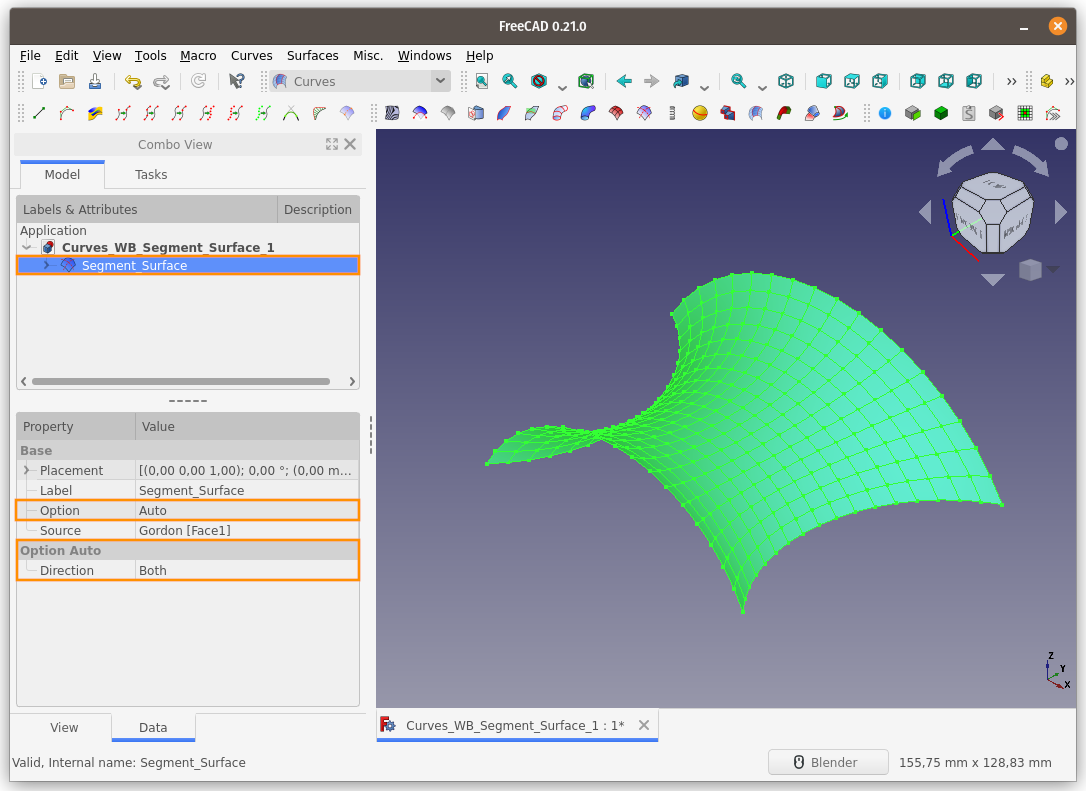 FreeCAD 0.21.0
File Edit View Tools Macro Curves Surfaces Misc. Windows Help
Curves
Combo View
Model Tasks
Labels & Attributes Description
Application
Curves_WB_Segment_Surface_1
Segment_Surface
Property Value
Base
Placement [(0,00 0,00 1,00); 0,00 °; (0,00 m...
Label Segment_Surface
Option Auto
Source Gordon [Face1]
Option Auto
Direction Both
Z
Y
X
View Data
Curves_WB_Segment_Surface_1 : 1*
Valid, Internal name: Segment_Surface
Blender 155,75 mm x 128,83 mm